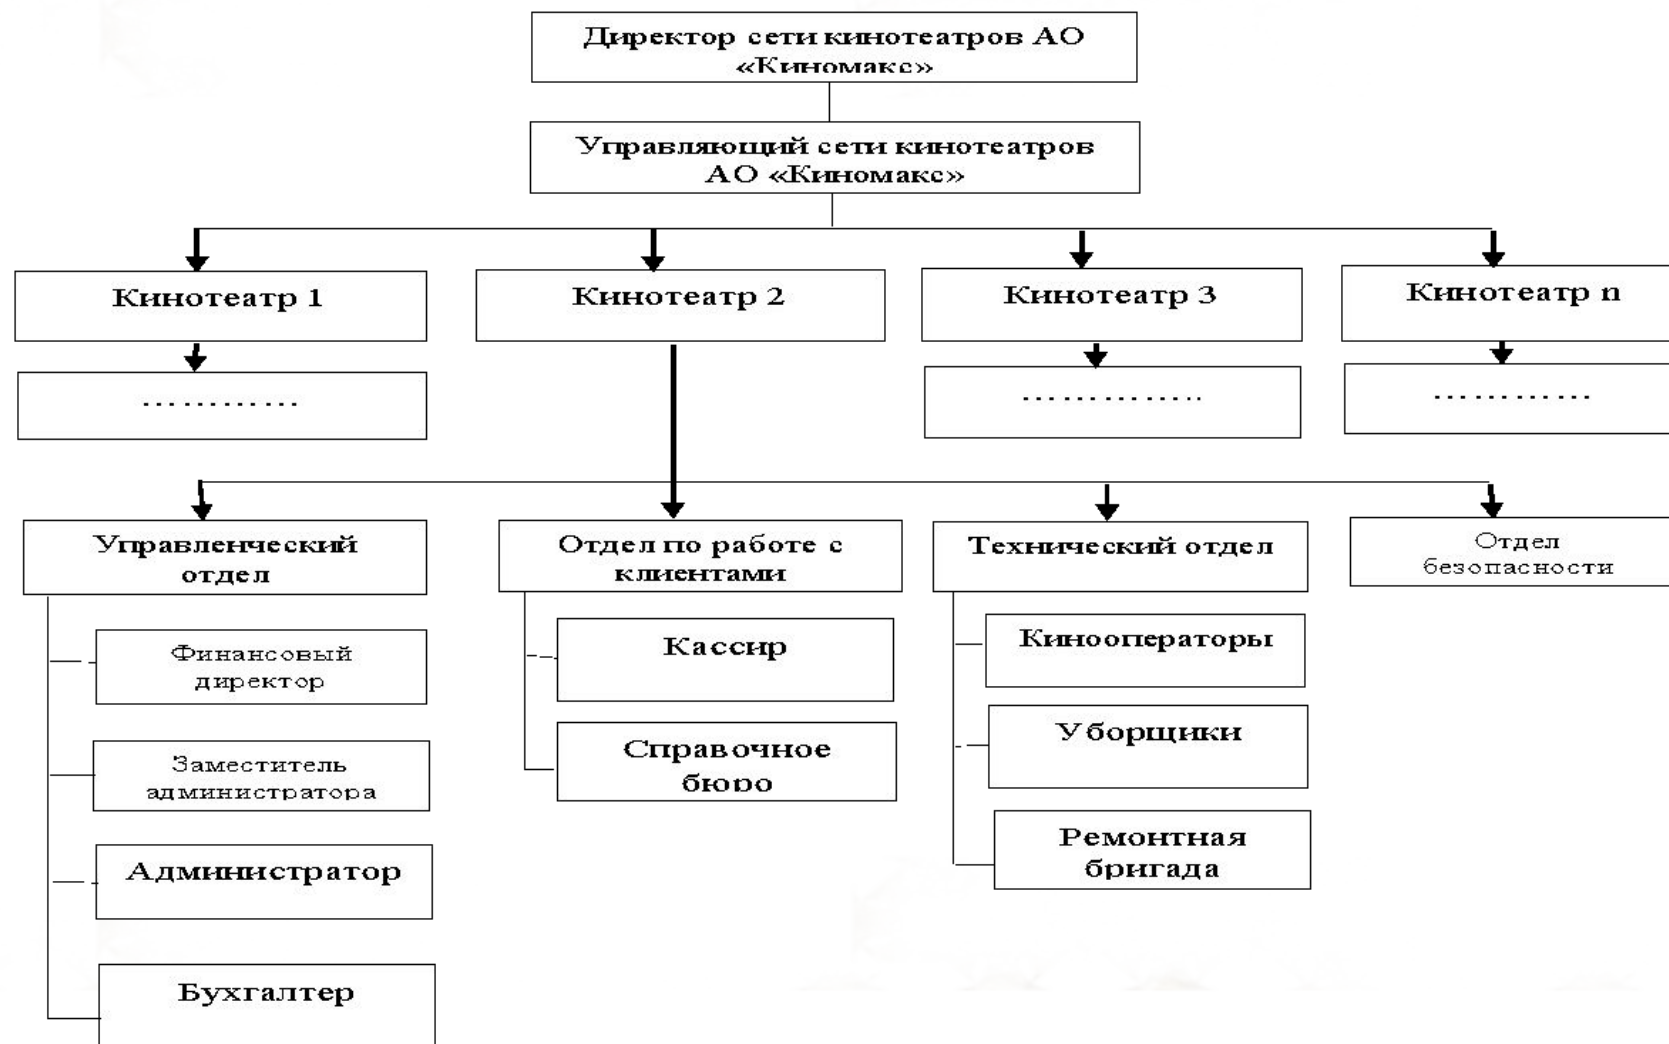 Директор сети кинотеатров АО
«Киномакс»
Управляющий сети кинотеатров
АО «Киномакс»
Кинотеатр 1
Кинотеатр 2
Кинотеатр 3
Кинотеатр n
…………
…………..
…………
Управленческий
отдел
Отдел по работе с
клиентами
Технический отдел
Отдел
безопасности
Финансовый
директор
Заместитель
администратора
Администратор
Бухгалтер
Кассир
Справочное
бюро
Кинооператоры
Уборщики
Ремонтная
бригада